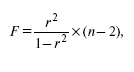 F = r² / (1 − r²) × (n − 2),